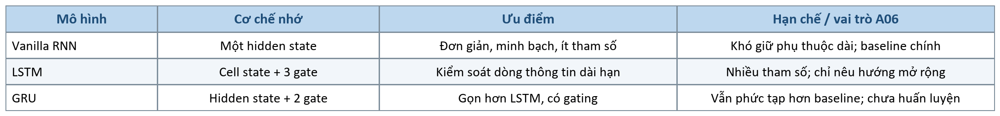 Mô hình Cơ chế nhớ Ưu điểm Hạn chế / vai trò A06
Vanilla RNN Một hidden state Đơn giản, minh bạch, ít tham số Khó giữ phụ thuộc dài; baseline chính
LSTM Cell state + 3 gate Kiểm soát dòng thông tin dài hạn Nhiều tham số; chỉ nêu hướng mở rộng
GRU Hidden state + 2 gate Gọn hơn LSTM, có gating Vẫn phức tạp hơn baseline; chưa huấn luyện